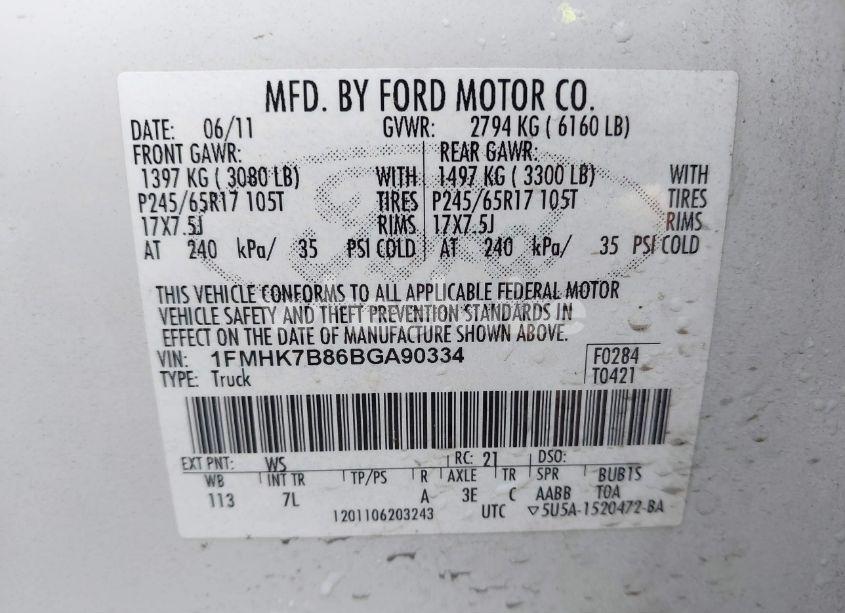 MFD. BY FORD MOTOR CO.
DATE: 06/11 GVWR: 2794 KG ( 6160 LB)
FRONT GAWR: REAR GAWR:
1397 KG ( 3080 LB) WITH 1497 KG ( 3300 LB) WITH
P245/65R17 105T TIRES P245/65R17 105T TIRES
17X7.5J RIMS 17X7.5J RIMS
AT 240 kPa/ 35 PSI COLD AT 240 kPa/ 35 PSI COLD
THIS VEHICLE CONFORMS TO ALL APPLICABLE FEDERAL MOTOR
VEHICLE SAFETY AND THEFT PREVENTION STANDARDS IN
EFFECT ON THE DATE OF MANUFACTURE SHOWN ABOVE.
VIN: 1FMHK7B86BGA90334 F0284
TYPE: Truck T0421
EXT PNT: WS RC: 21 DSO:
WB INT TR TP/PS R AXLE TR SPR BUB1S
113 7L A 3E C AABB TOA
1201106203243 UTC ▽5U5A-1520472-BA